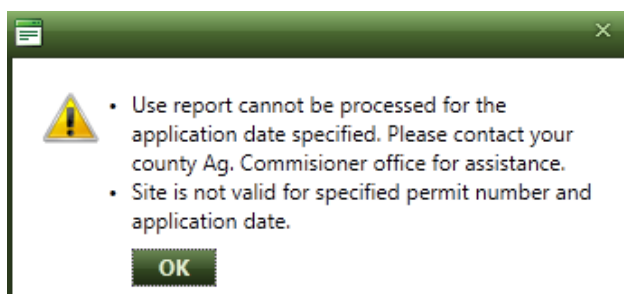 • Use report cannot be processed for the
application date specified. Please contact your
county Ag. Commisioner office for assistance.
• Site is not valid for specified permit number and
application date.
OK